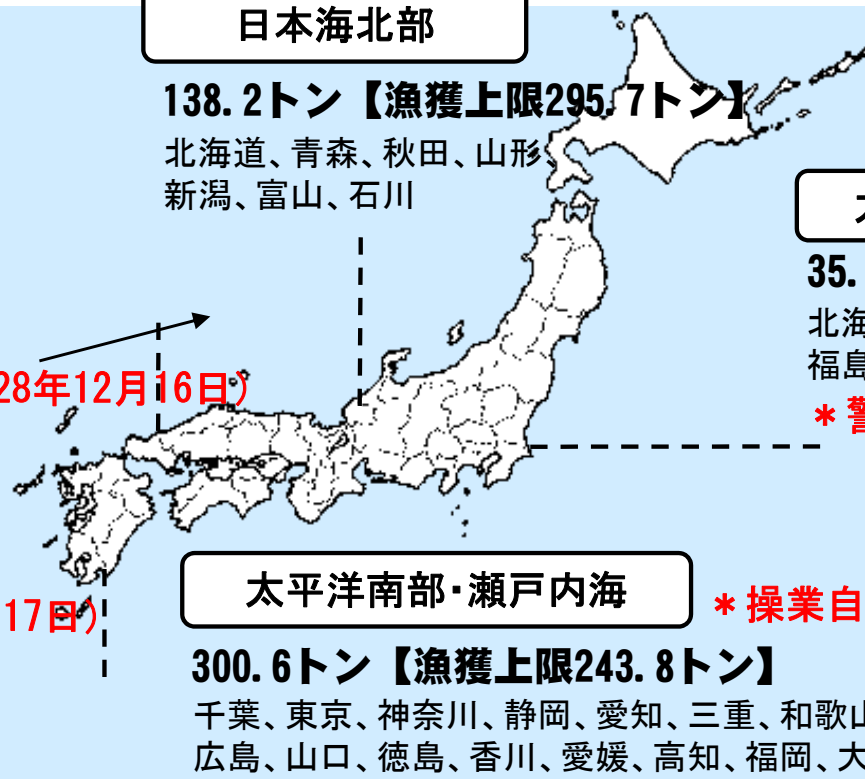 日本海北部
138.2トン【漁獲上限295.7トン】
北海道、青森、秋田、山形、
新潟、富山、石川
35.
北海
福島
28年12月16日）
＊警
太平洋南部・瀬戸内海
＊操業自
17日）
300.6トン【漁獲上限243.8トン】
千葉、東京、神奈川、静岡、愛知、三重、和歌山
広島、山口、徳島、香川、愛媛、高知、福岡、大